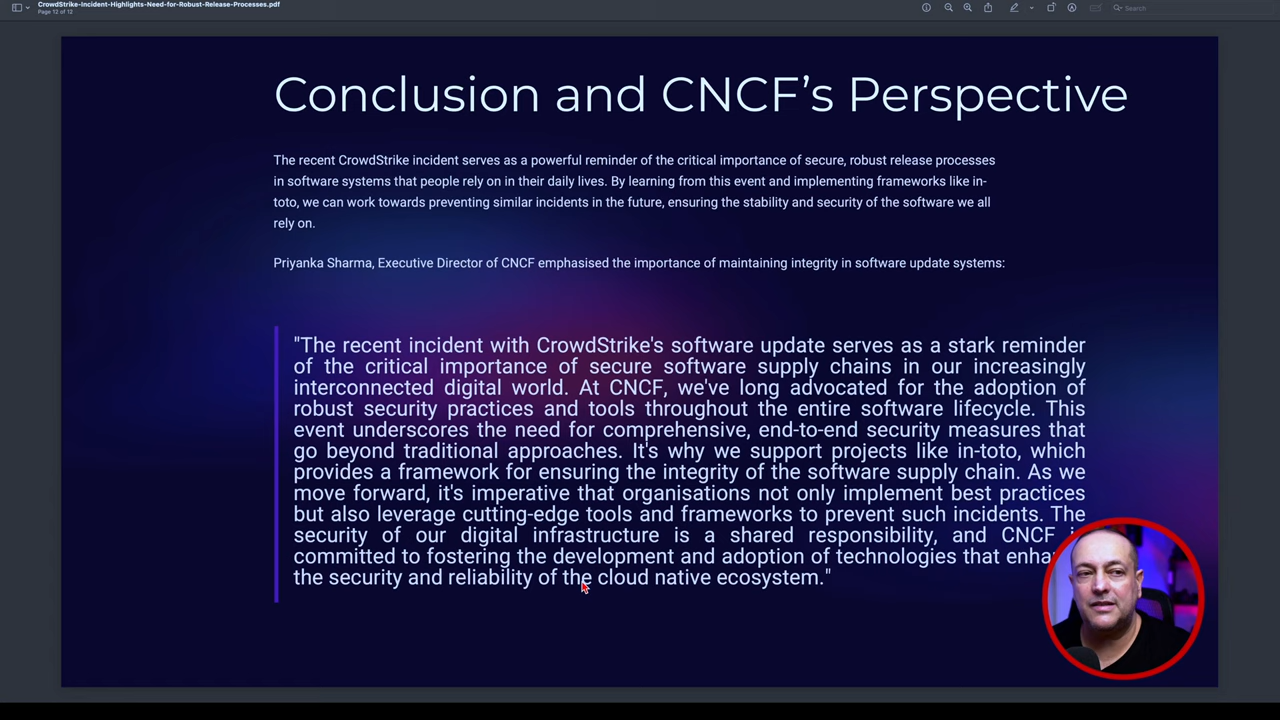 CrowdStrike-Incident-Highlights-Need-for-Robust-Release-Processes.pdf
Page 12 of 12
Search
Conclusion and CNCF’s Perspective
The recent CrowdStrike incident serves as a powerful reminder of the critical importance of secure, robust release processes
in software systems that people rely on in their daily lives. By learning from this event and implementing frameworks like in-
toto, we can work towards preventing similar incidents in the future, ensuring the stability and security of the software we all
rely on.
Priyanka Sharma, Executive Director of CNCF emphasised the importance of maintaining integrity in software update systems:
"The recent incident with CrowdStrike's software update serves as a stark reminder
of the critical importance of secure software supply chains in our increasingly
interconnected digital world. At CNCF, we've long advocated for the adoption of
robust security practices and tools throughout the entire software lifecycle. This
event underscores the need for comprehensive, end-to-end security measures that
go beyond traditional approaches. It's why we support projects like in-toto, which
provides a framework for ensuring the integrity of the software supply chain. As we
move forward, it's imperative that organisations not only implement best practices
but also leverage cutting-edge tools and frameworks to prevent such incidents. The
security of our digital infrastructure is a shared responsibility, and CNCF
committed to fostering the development and adoption of technologies that
the security and reliability of the cloud native ecosystem."